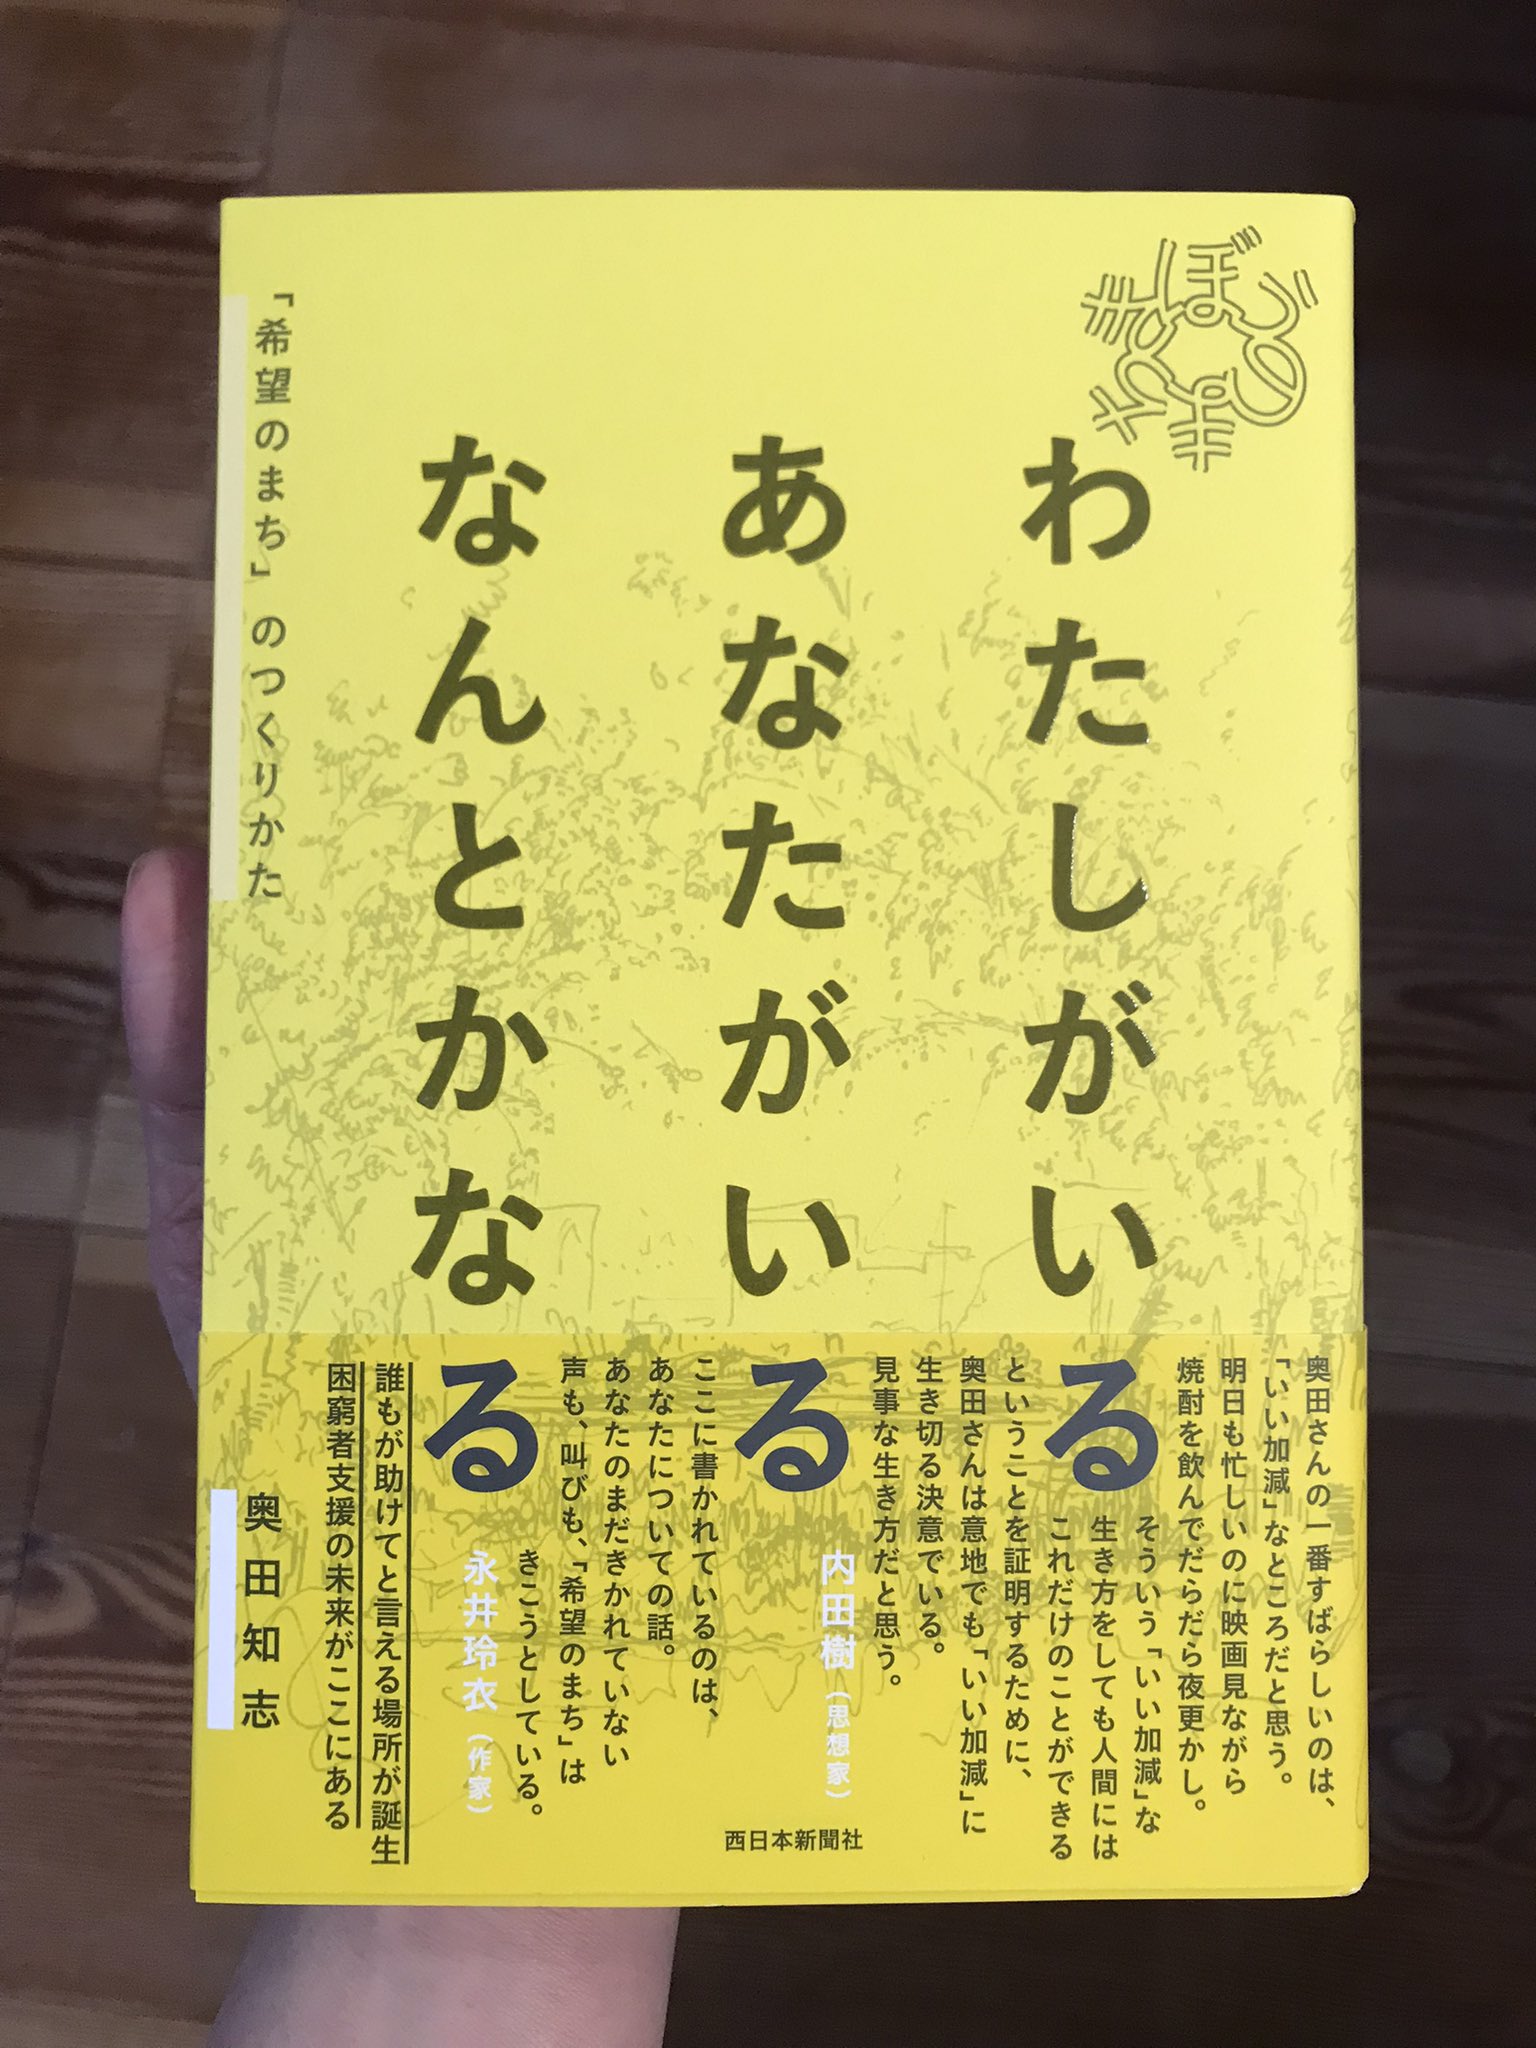 きぼうのまち
わたしがいる
あなたがいる
なんとかなる
「希望のまち」のつくりかた
奥田さんの一番すばらしいのは、
「いい加減」なところだと思う。
明日も忙しいのに映画見ながら
焼酎を飲んでだらだら夜更かし。
そういう「いい加減」な
生き方をしても人間には
これだけのことができる
ということを証明するために、
奥田さんは意地でも「いい加減」に
生き切る決意でいる。
見事な生き方だと思う。
内田樹(思想家)
ここに書かれているのは、
あなたについての話。
あなたのまだきかれていない
声も、叫びも、「希望のまち」は
きこうとしている。
永井玲衣(作家)
誰もが助けてと言える場所が誕生
困窮者支援の未来がここにある
奥田知志
西日本新聞社